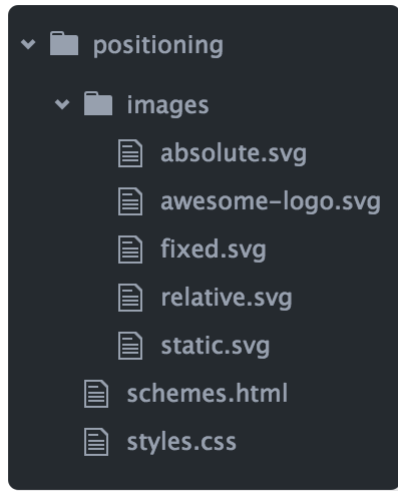 positioning
images
absolute.svg
awesome-logo.svg
fixed.svg
relative.svg
static.svg
schemes.html
styles.css